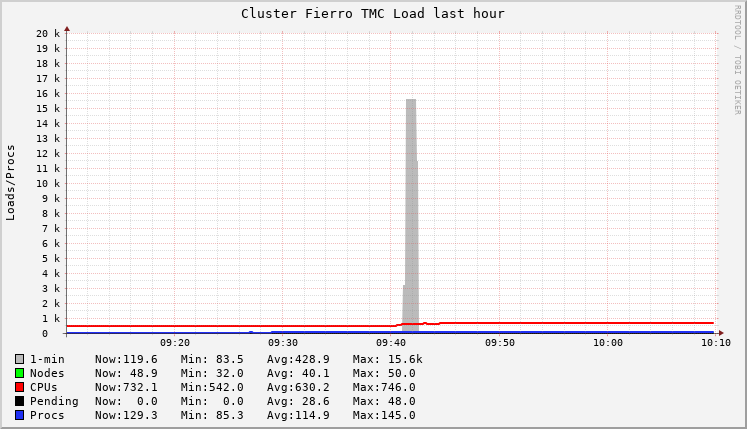 Cluster Fierro TMC Load last hour
RRDTOOL / TOBI OETIKER
Loads/Procs
20 k
19 k
18 k
17 k
16 k
15 k
14 k
13 k
12 k
11 k
10 k
9 k
8 k
7 k
6 k
5 k
4 k
3 k
2 k
1 k
0
09:20 09:30 09:40 09:50 10:00 10:10
1-min Now:119.6 Min: 83.5 Avg:428.9 Max: 15.6k
Nodes Now: 48.9 Min: 32.0 Avg: 40.1 Max: 50.0
CPUs Now:732.1 Min:542.0 Avg:630.2 Max:746.0
Pending Now: 0.0 Min: 0.0 Avg: 28.6 Max: 48.0
Procs Now:129.3 Min: 85.3 Avg:114.9 Max:145.0